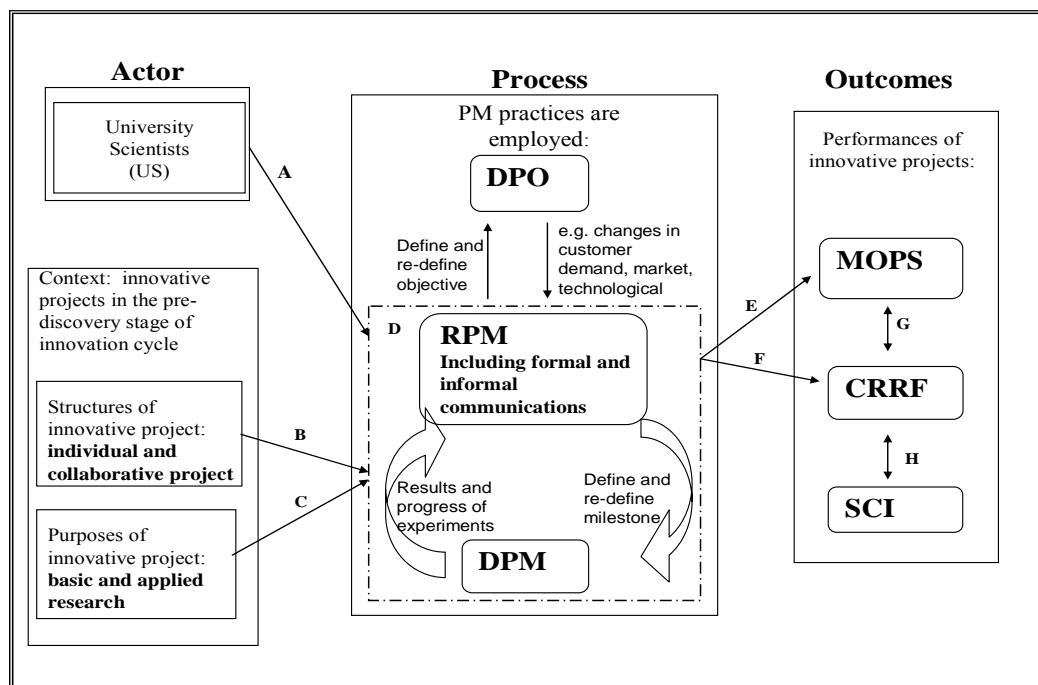 Actor
University
Scientists
(US)
A
Context: innovative
projects in the pre-
discovery stage of
innovation cycle
Structures of
innovative project:
individual and
collaborative project
B
Purposes of
innovative project:
basic and applied
research
C
Process
PM practices are
employed:
DPO
Define and
re-define
objective
e.g. changes in
customer
demand, market,
technological
D
RPM
Including formal and
informal
communications
Results and
progress of
experiments
Define and
re-define
milestone
DPM
Outcomes
Performances of
innovative projects:
E
MOPS
G
F
CRRF
H
SCI